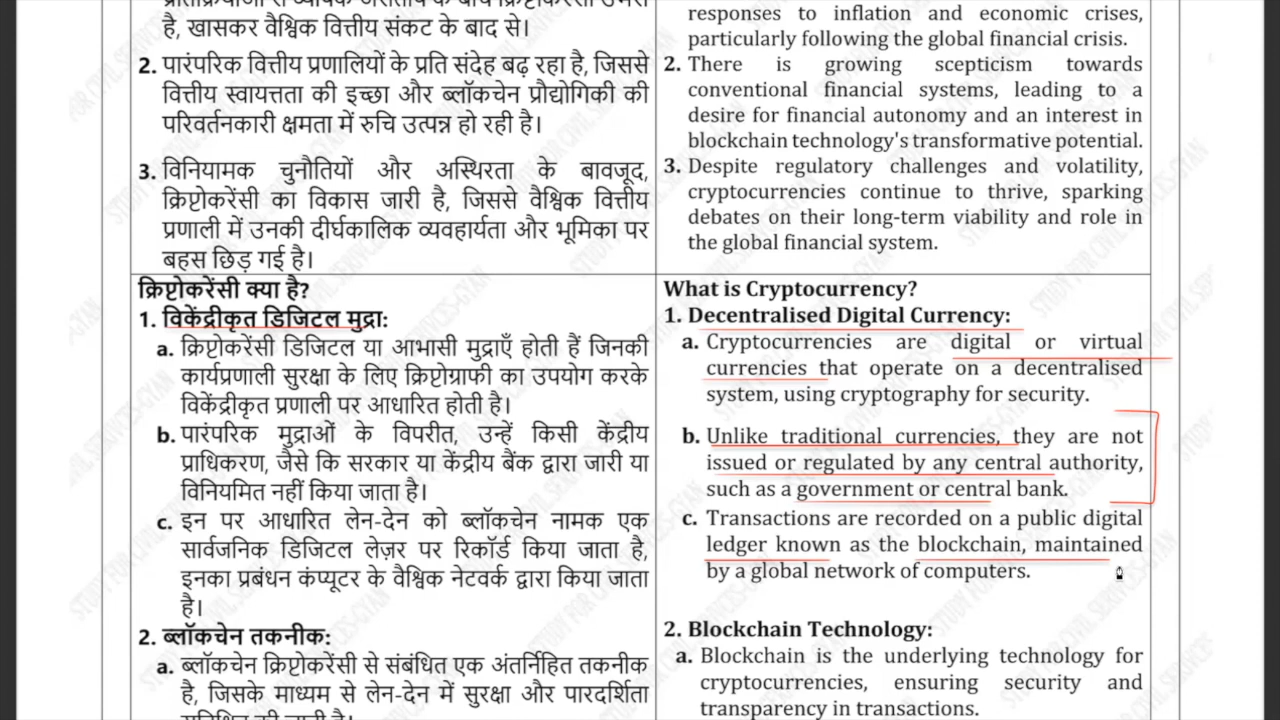 है, खासकर वैश्विक वित्तीय संकट के बाद से।
2. पारंपरिक वित्तीय प्रणालियों के प्रति संदेह बढ़ रहा है, जिससे
वित्तीय स्वायत्तता की इच्छा और ब्लॉकचेन प्रौद्योगिकी की
परिवर्तनकारी क्षमता में रुचि उत्पन्न हो रही है।
3. विनियामक चुनौतियों और अस्थिरता के बावजूद,
क्रिप्टोकरेंसी का विकास जारी है, जिससे वैश्विक वित्तीय
प्रणाली में उनकी दीर्घकालिक व्यवहार्यता और भूमिका पर
बहस छिड़ गई है।
क्रिप्टोकरेंसी क्या है?
1. विकेंद्रीकृत डिजिटल मुद्रा:
a. क्रिप्टोकरेंसी डिजिटल या आभासी मुद्राएँ होती हैं जिनकी
कार्यप्रणाली सुरक्षा के लिए क्रिप्टोग्राफी का उपयोग करके
विकेंद्रीकृत प्रणाली पर आधारित होती है।
b. पारंपरिक मुद्राओं के विपरीत, उन्हें किसी केंद्रीय
प्राधिकरण, जैसे कि सरकार या केंद्रीय बैंक द्वारा जारी या
विनियमित नहीं किया जाता है।
c. इन पर आधारित लेन-देन को ब्लॉकचेन नामक एक
सार्वजनिक डिजिटल लेज़र पर रिकॉर्ड किया जाता है,
इनका प्रबंधन कंप्यूटर के वैश्विक नेटवर्क द्वारा किया जाता
है।
2. ब्लॉकचेन तकनीक:
a. ब्लॉकचेन क्रिप्टोकरेंसी से संबंधित एक अंतर्निहित तकनीक
है, जिसके माध्यम से लेन-देन में सुरक्षा और पारदर्शिता
responses to inflation and economic crises,
particularly following the global financial crisis.
2. There is growing scepticism towards
conventional financial systems, leading to a
desire for financial autonomy and an interest in
blockchain technology's transformative potential.
3. Despite regulatory challenges and volatility,
cryptocurrencies continue to thrive, sparking
debates on their long-term viability and role in
the global financial system.
What is Cryptocurrency?
1. Decentralised Digital Currency:
a. Cryptocurrencies are digital or virtual
currencies that operate on a decentralised
system, using cryptography for security.
b. Unlike traditional currencies, they are not
issued or regulated by any central authority,
such as a government or central bank.
c. Transactions are recorded on a public digital
ledger known as the blockchain, maintained
by a global network of computers.
2. Blockchain Technology:
a. Blockchain is the underlying technology for
cryptocurrencies, ensuring security and
transparency in transactions.